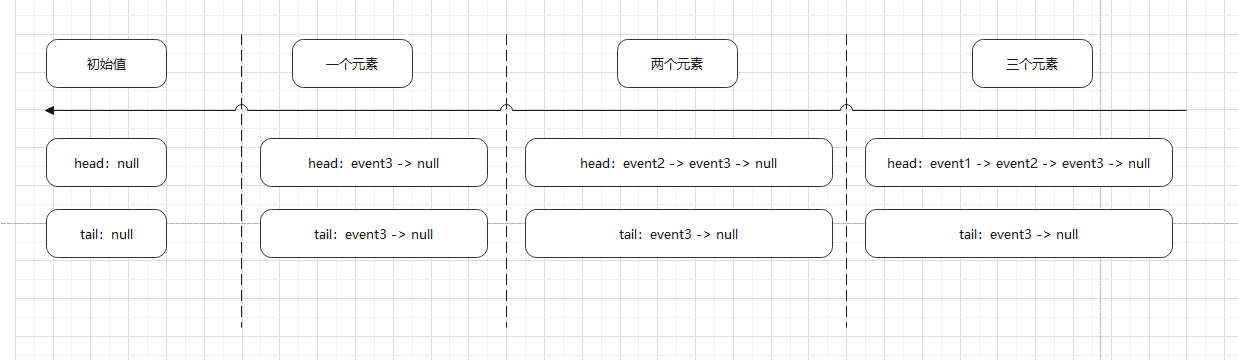 初始值
一个元素
两个元素
三个元素
head：null
head：event3 -> null
head：event2 -> event3 -> null
head：event1 -> event2 -> event3 -> null
tail：null
tail：event3 -> null
tail：event3 -> null
tail：event3 -> null